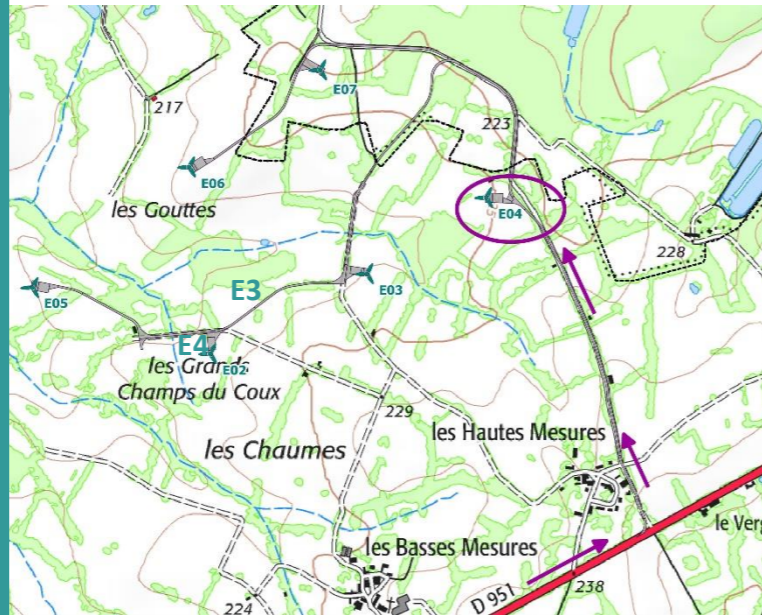 E07
217
223
E06
E04
les Gouttes
228
E3
E03
E05
E4
les Grands
E02
Champs du Coux
229
les Chaumes
les Hautes Mesures
le Verg
les Basses Mesures
D 951
238
224